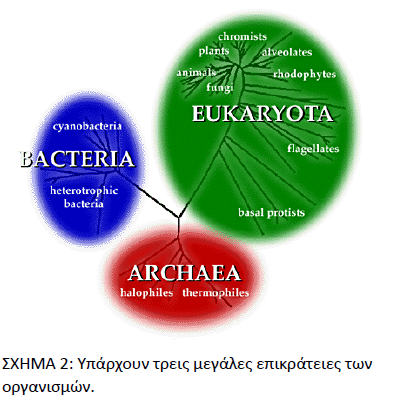 chromists
plants
alveolates
animals
rhodophytes
fungi
EUKARYOTA
cyanobacteria
flagellates
BACTERIA
heterotrophic
bacteria
basal protists
ARCHAEA
halophiles thermophiles
ΣΧΗΜΑ 2: Υπάρχουν τρεις μεγάλες επικράτειες των
οργανισμών.